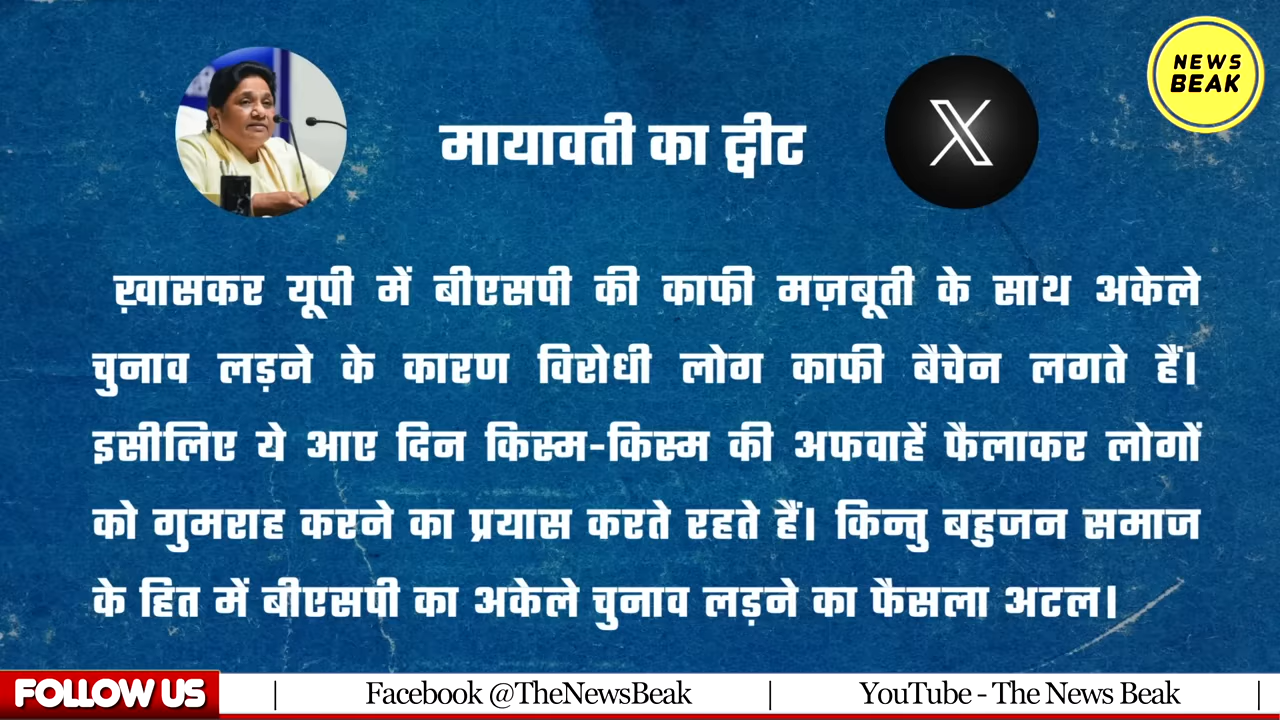 NEWS
BEAK
मायावती का ट्वीट
X
ख़ासकर यूपी में बीएसपी की काफी मज़बूती के साथ अकेले
चुनाव लड़ने के कारण विरोधी लोग काफी बैचेन लगते हैं।
इसीलिए ये आए दिन किस्म-किस्म की अफवाहें फैलाकर लोगों
को गुमराह करने का प्रयास करते रहते हैं। किन्तु बहुजन समाज
के हित में बीएसपी का अकेले चुनाव लड़ने का फैसला अटल।
FOLLOW US | Facebook @TheNewsBeak | YouTube - The News Beak |